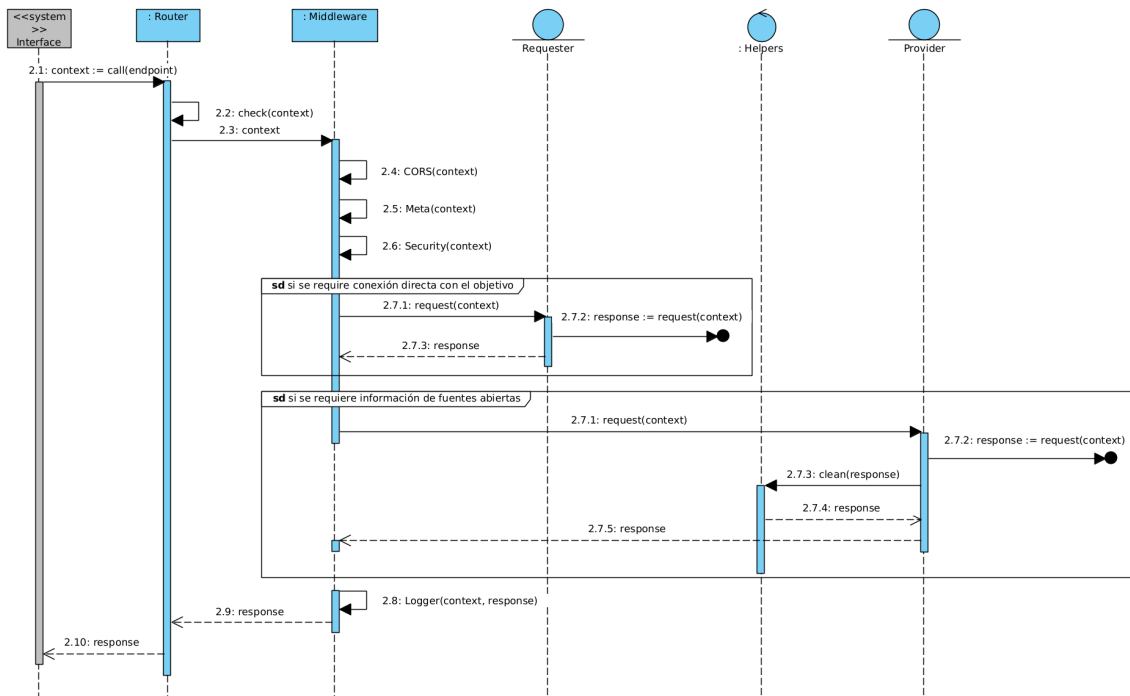 <<system
>>
Interface
: Router
: Middleware
Requester
: Helpers
Provider
2.1: context := call(endpoint)
2.2: check(context)
2.3: context
2.4: CORS(context)
2.5: Meta(context)
2.6: Security(context)
sd si se require conexión directa con el objetivo
2.7.1: request(context)
2.7.2: response := request(context)
2.7.3: response
sd si se requiere información de fuentes abiertas
2.7.1: request(context)
2.7.2: response := request(context)
2.7.3: clean(response)
2.7.4: response
2.7.5: response
2.8: Logger(context, response)
2.9: response
2.10: response